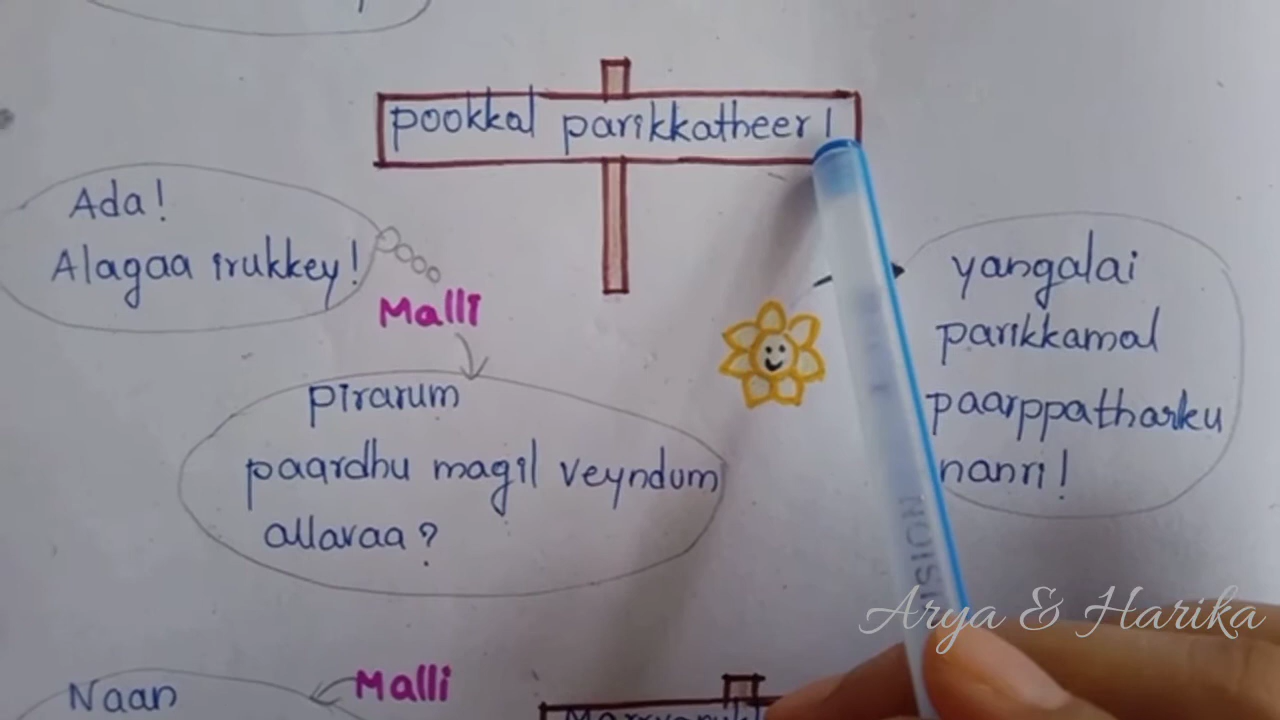 pookkal parikkatheer!
Ada!
Alagaa irukkey!
Malli
pirarum
paardhu magil veyndum
allavaa?
yangalai
parikkamal
paarppatharku
nanri!
Arya & Harika
Naan
Malli